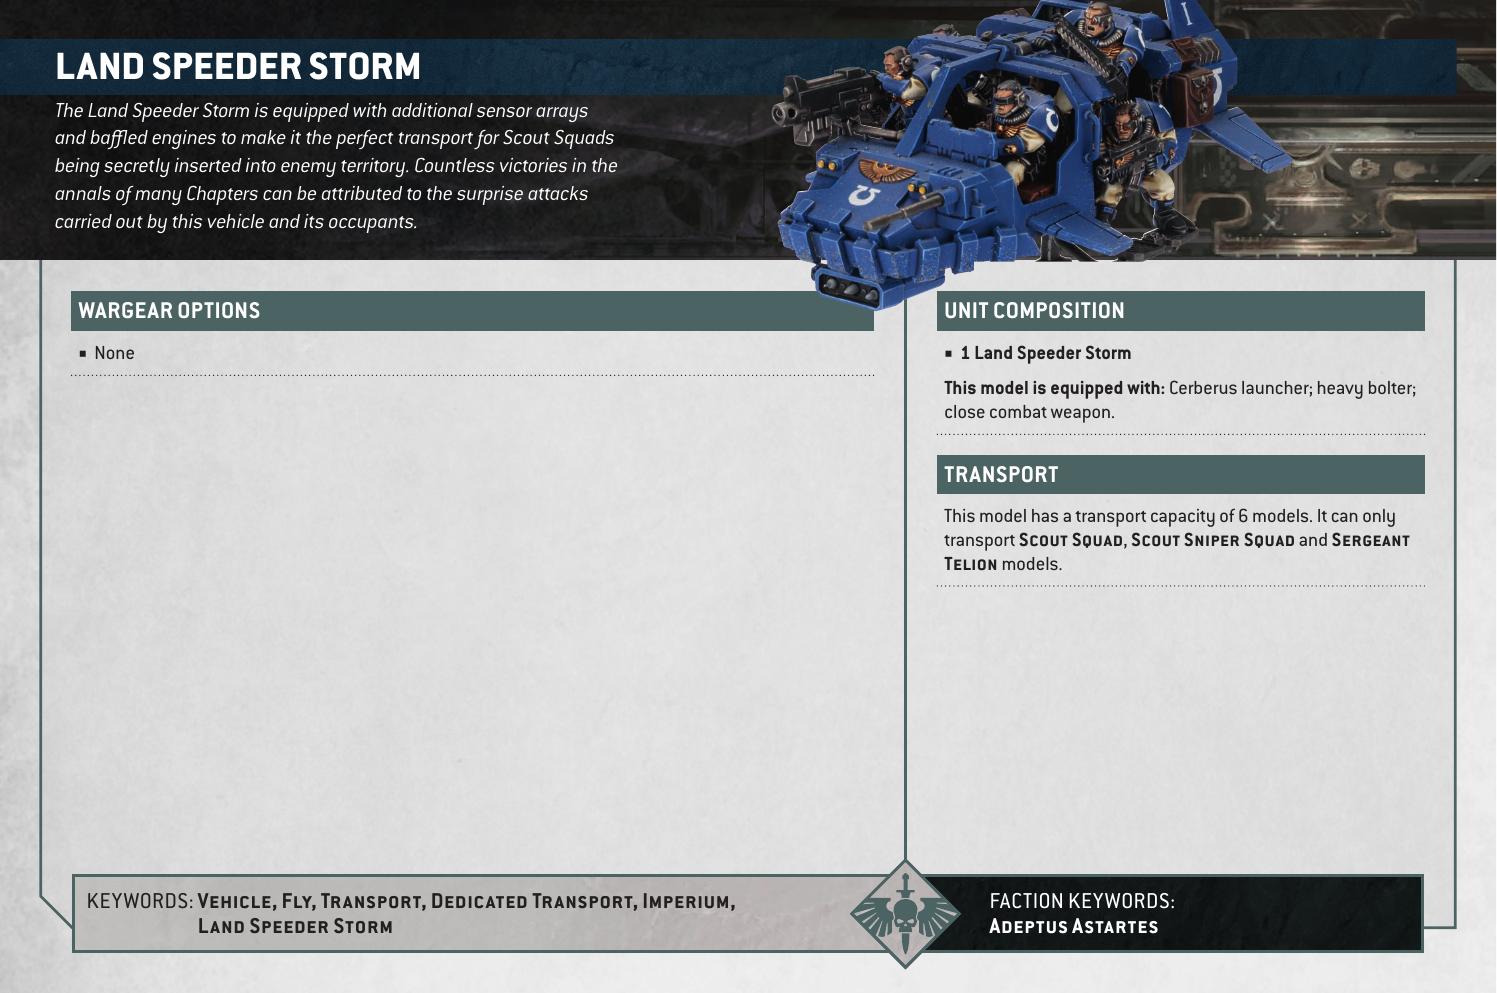 LAND SPEEDER STORM
The Land Speeder Storm is equipped with additional sensor arrays
and baffled engines to make it the perfect transport for Scout Squads
being secretly inserted into enemy territory. Countless victories in the
annals of many Chapters can be attributed to the surprise attacks
carried out by this vehicle and its occupants.
WARGEAR OPTIONS
▪ None
UNIT COMPOSITION
▪ 1 Land Speeder Storm
This model is equipped with: Cerberus launcher; heavy bolter;
close combat weapon.
TRANSPORT
This model has a transport capacity of 6 models. It can only
transport Scout Squad, Scout Sniper Squad and Sergeant
Telion models.
KEYWORDS: Vehicle, Fly, Transport, Dedicated Transport, Imperium,
Land Speeder Storm
FACTION KEYWORDS:
Adeptus Astartes